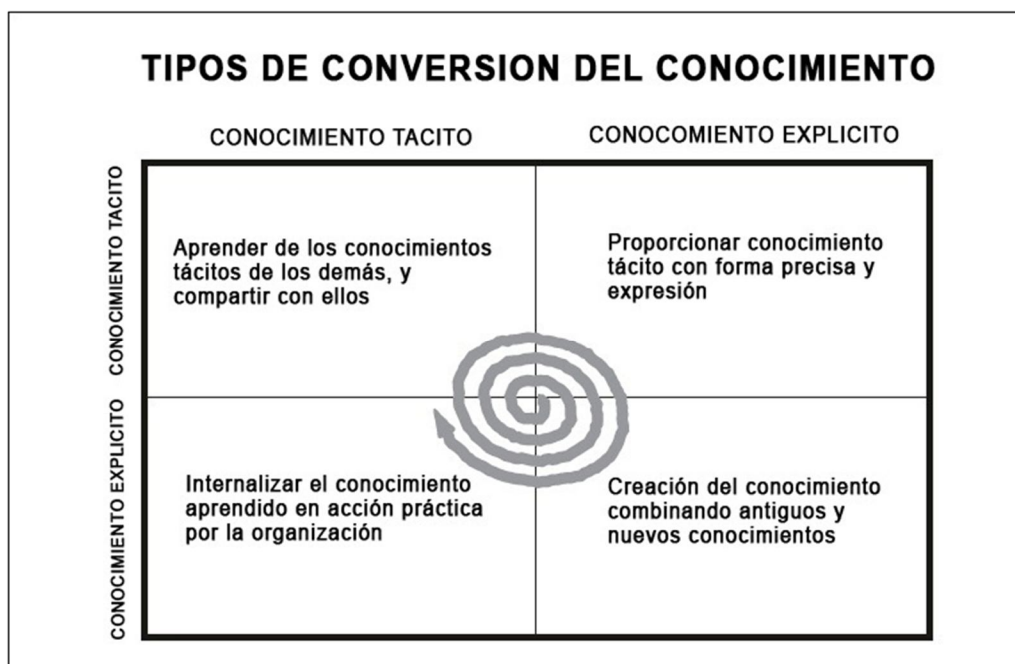 TIPOS DE CONVERSION DEL CONOCIMIENTO
CONOCIMIENTO TACITO
CONOCOMIENTO EXPLICITO
CONOCIMIENTO TACITO
Aprender de los conocimientos
tácitos de los demás, y
compartir con ellos
Proporcionar conocimiento
tácito con forma precisa y
expresión
CONOCIMIENTO EXPLICITO
Internalizar el conocimiento
aprendido en acción práctica
por la organización
Creación del conocimiento
combinando antiguos y
nuevos conocimientos